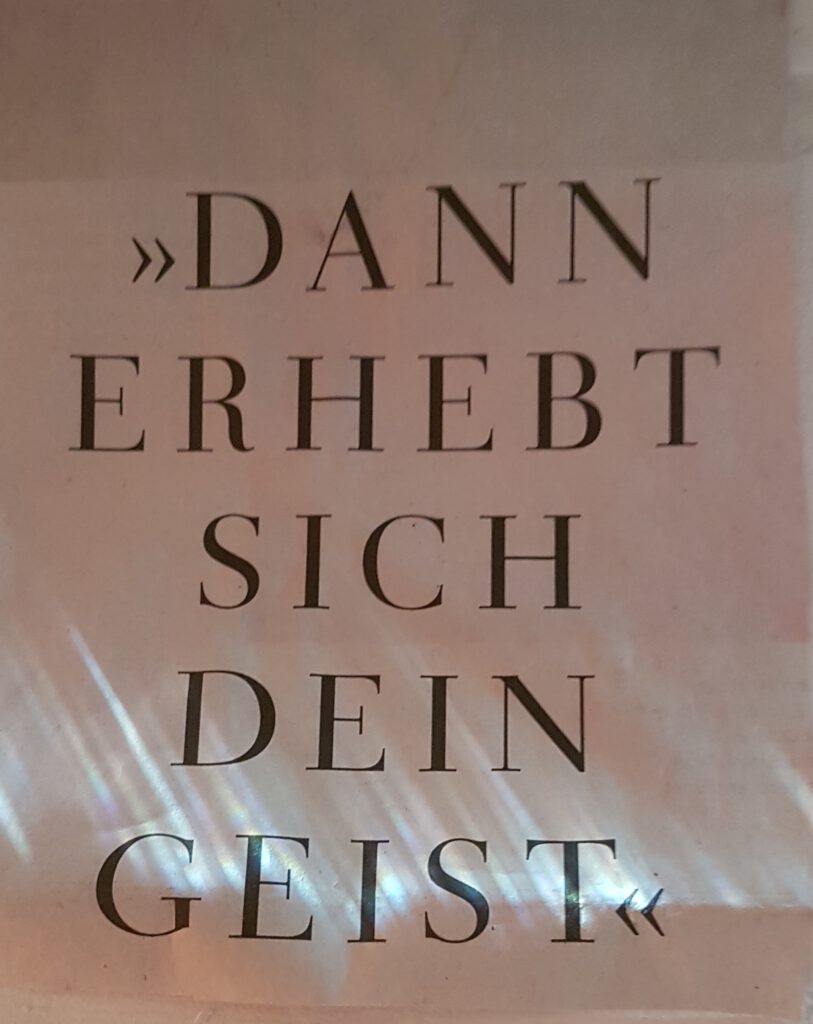 »DANN
ERHEBT
SICH
DEIN
GEIST«